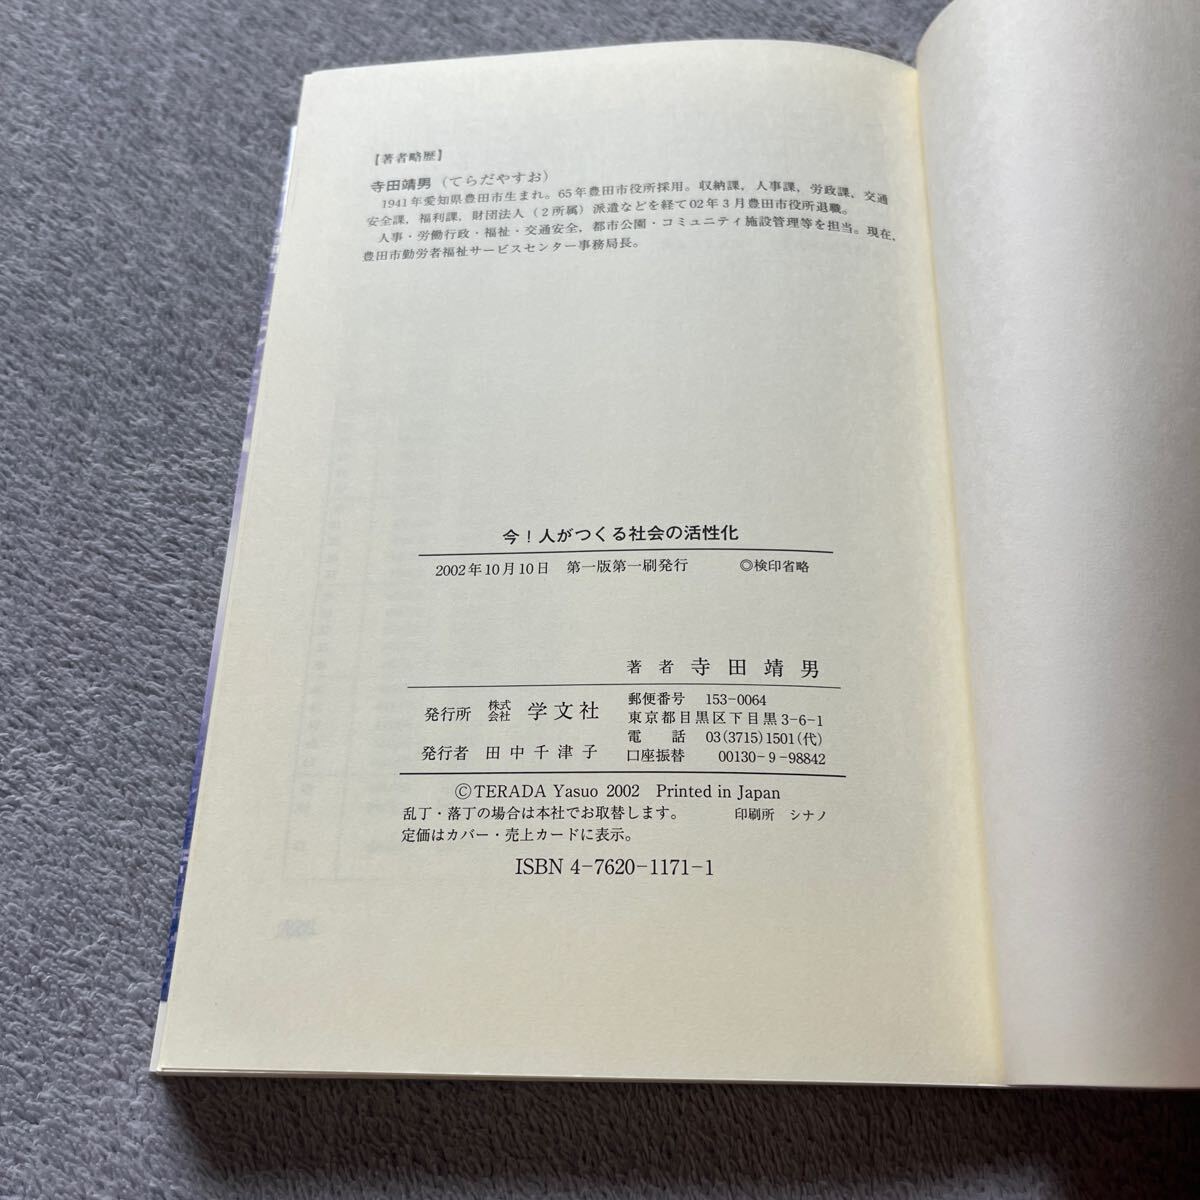 【著者略歴】
寺田靖男（てらだやすお）
1941年愛知県豊田市生まれ。65年豊田市役所採用。収納課，人事課，労政課，交通
安全課，福利課，財団法人（2所属）派遣などを経て02年3月豊田市役所退職。
人事・労働行政・福祉・交通安全，都市公園・コミュニティ施設管理等を担当。現在，
豊田市勤労者福祉サービスセンター事務局長。
今！人がつくる社会の活性化
2002年10月10日　第一版第一刷発行　◎検印省略
著者　寺田靖男
発行所　株式会社　学文社
発行者　田中千津子
郵便番号　153-0064
東京都目黒区下目黒3-6-1
電　話　03(3715)1501(代)
口座振替　00130-9-98842
©TERADA Yasuo 2002　Printed in Japan
乱丁・落丁の場合は本社でお取替します。　印刷所　シナノ
定価はカバー・売上カードに表示。
ISBN 4-7620-1171-1